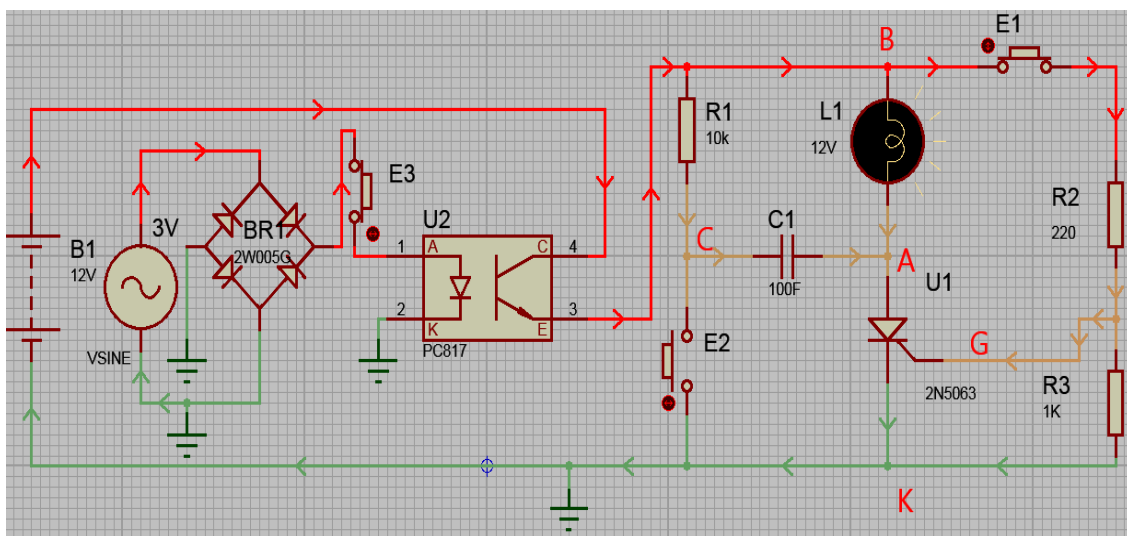 E1
B
R1
10k
L1
12V
E3
R2
220
3V
U2
C1
BR1
2W005G
B1
12V
1
A
C
4
C
A
100F
U1
2
K
E
3
PC817
VSINE
E2
G
2N5063
R3
1K
K